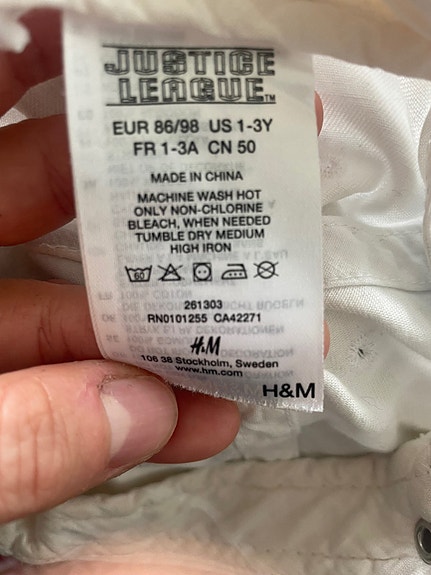 JUSTICE
LEAGUE™
EUR 86/98 US 1-3Y
FR 1-3A CN 50
MADE IN CHINA
MACHINE WASH HOT
ONLY NON-CHLORINE
BLEACH, WHEN NEEDED
TUMBLE DRY MEDIUM
HIGH IRON
60
261303
RN0101255 CA42271
H&M
106 38 Stockholm, Sweden
www.hm.com
H&M